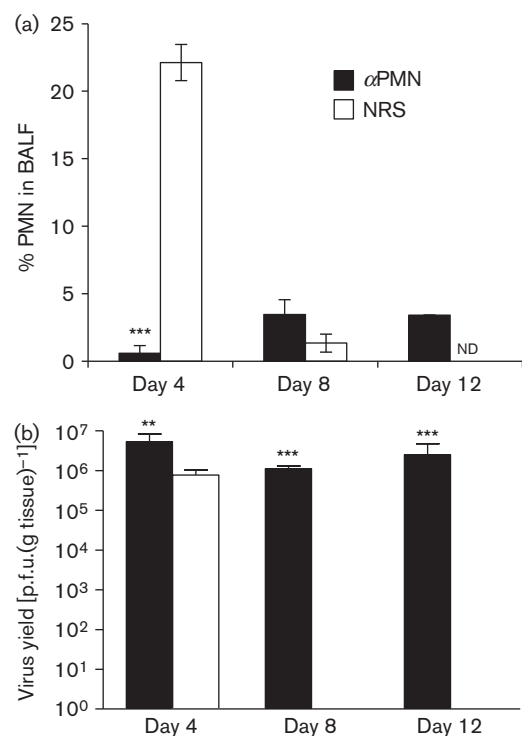 (a)
25
20
15
10
5
0
% PMN in BALF
αPMN
NRS
***
ND
Day 4 Day 8 Day 12
(b)
10⁷
10⁶
10⁵
10⁴
10³
10²
10¹
10⁰
Virus yield [p.f.u.(g tissue)⁻¹]
** *** ***
Day 4 Day 8 Day 12